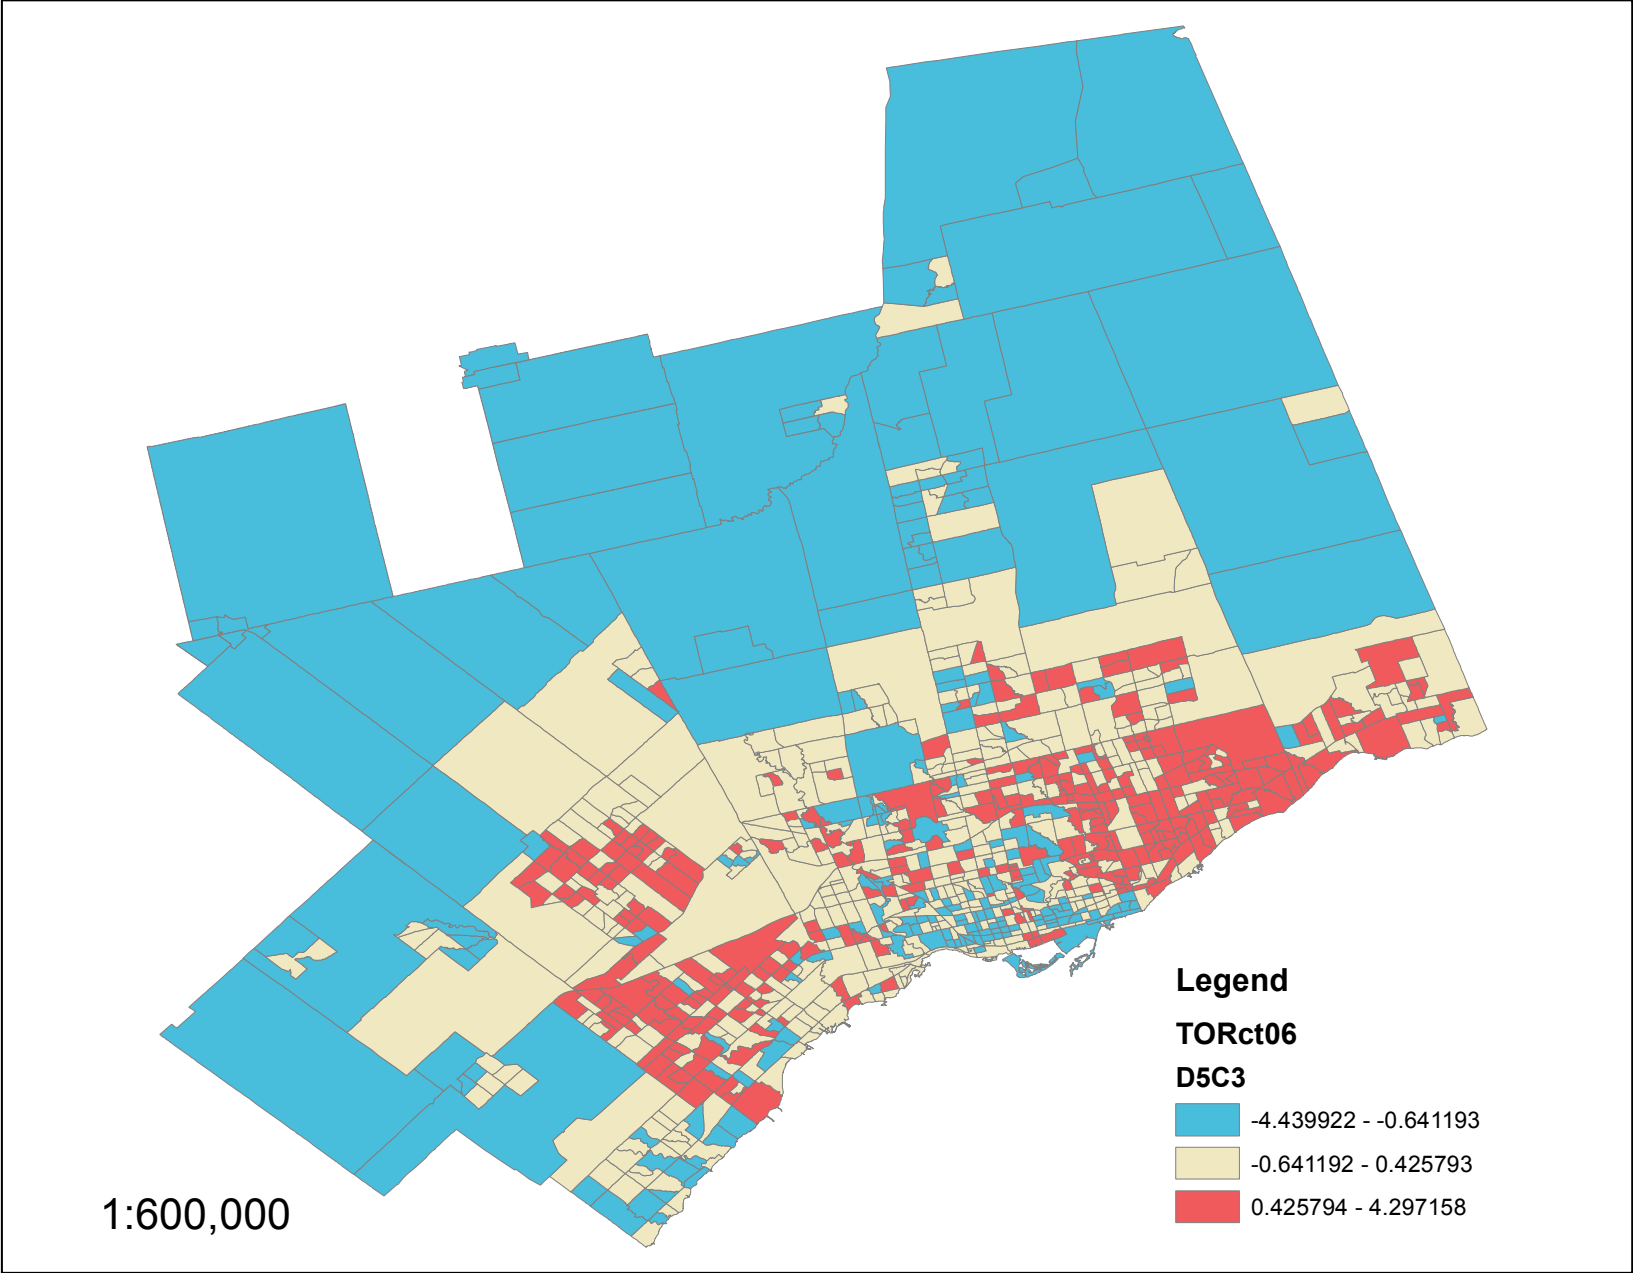 Legend
TORct06
D5C3
-4.439922 - -0.641193
-0.641192 - 0.425793
0.425794 - 4.297158
1:600,000